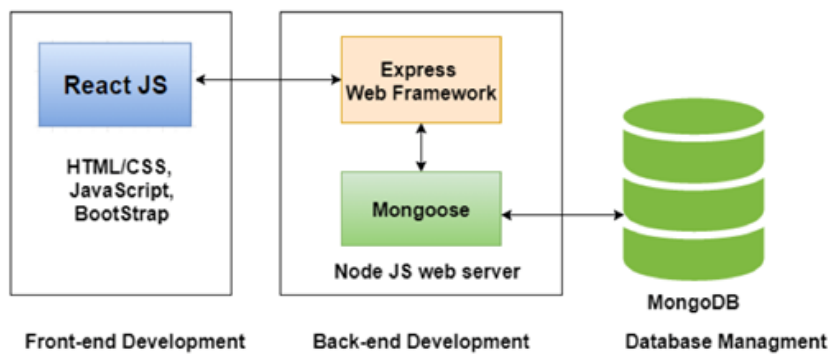 React JS
HTML/CSS,
JavaScript,
BootStrap
Express
Web Framework
Mongoose
Node JS web server
MongoDB
Front-end Development
Back-end Development
Database Managment